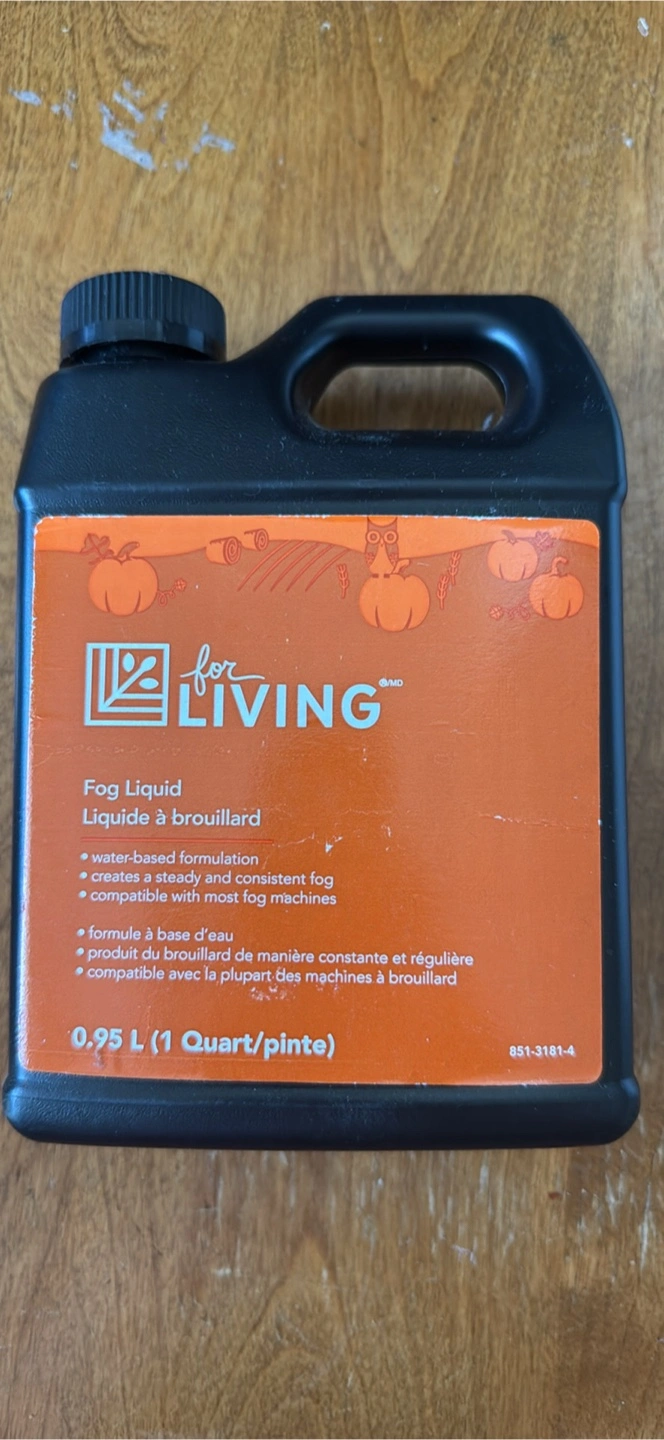 for
LIVING®/MD
Fog Liquid
Liquide à brouillard
• water-based formulation
• creates a steady and consistent fog
• compatible with most fog machines
• formule à base d'eau
• produit du brouillard de manière constante et régulière
• compatible avec la plupart des machines à brouillard
0.95 L (1 Quart/pinte)
851-3181-4